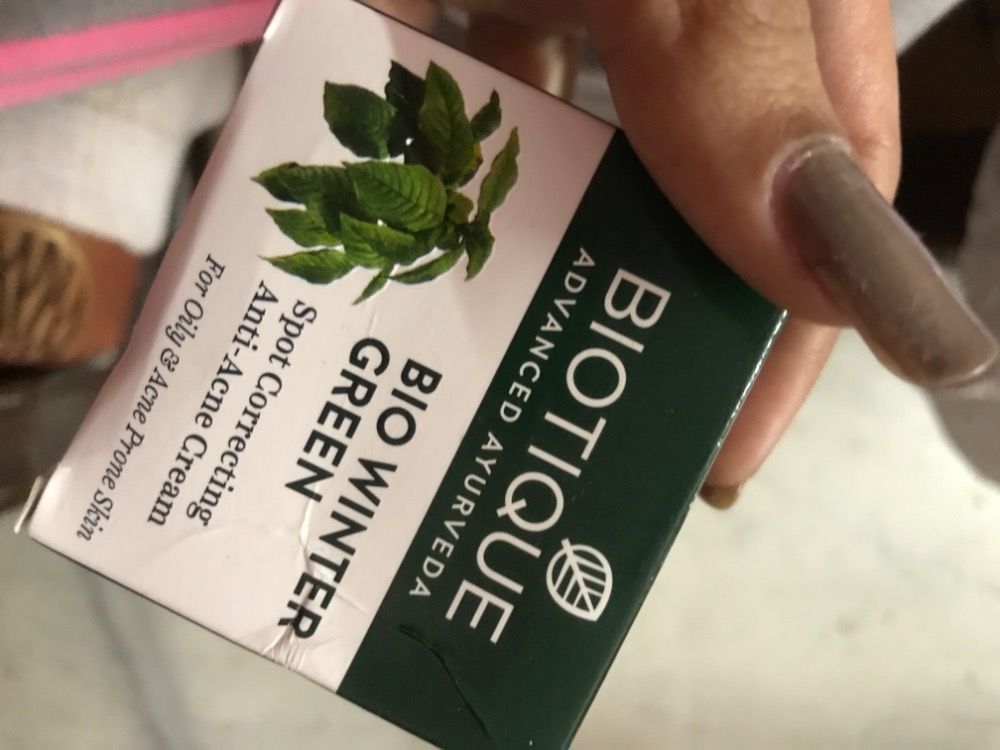 BIOTIQUE
ADVANCED AYURVEDA
BIO WINTER
GREEN
Spot Correcting
Anti-Acne Cream
For Oily & Acne Prone Skin